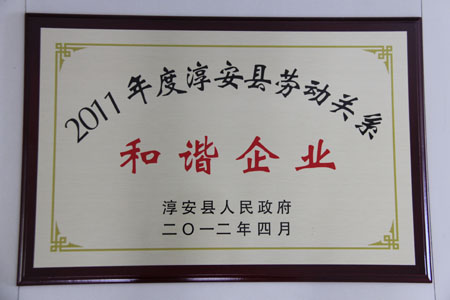 2011年度淳安县劳动关系
和谐企业
淳安县人民政府
二〇一二年四月